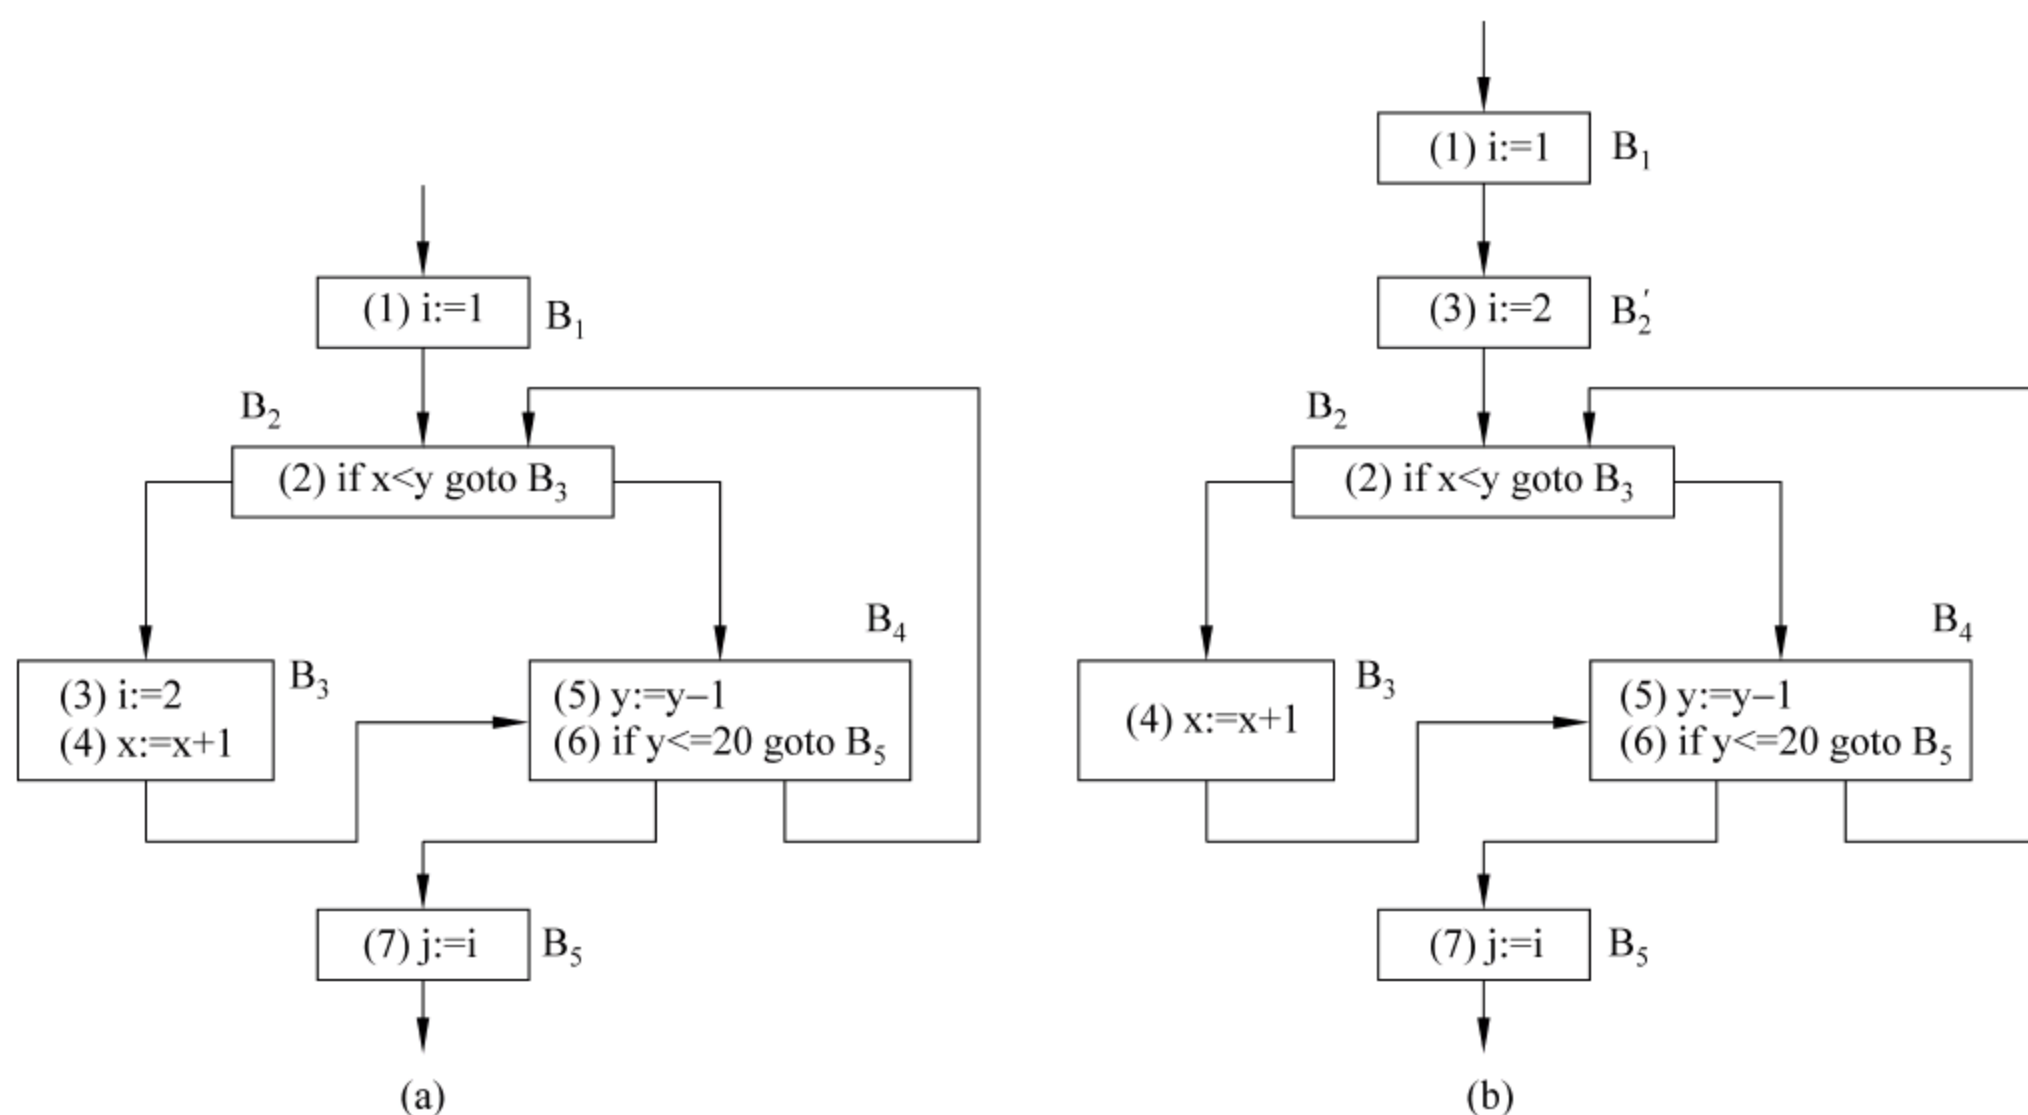 (1) i:=1
B1
B2
(2) if x<y goto B3
(3) i:=2
(4) x:=x+1
B3
B4
(5) y:=y−1
(6) if y<=20 goto B5
(7) j:=i
B5
(a)
(1) i:=1
B1
(3) i:=2
B2′
B2
(2) if x<y goto B3
(4) x:=x+1
B3
B4
(5) y:=y−1
(6) if y<=20 goto B5
(7) j:=i
B5
(b)